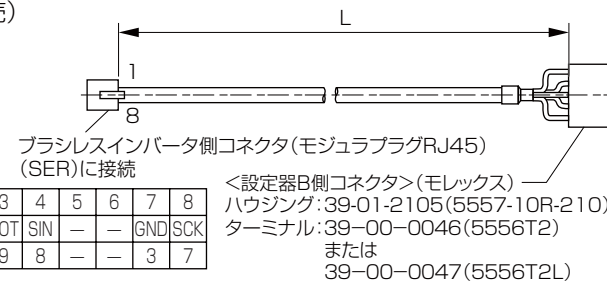 続）
L
1
8
ブラシレスインバータ側コネクタ（モジュラプラグRJ45）
（SER）に接続
<設定器B側コネクタ>（モレックス）
ハウジング：39-01-2105（5557-10R-210）
ターミナル：39-00-0046（5556T2）
または
39-00-0047（5556T2L）
3 4 5 6 7 8
OT SIN － － GND SCK
9 8 － － 3 7